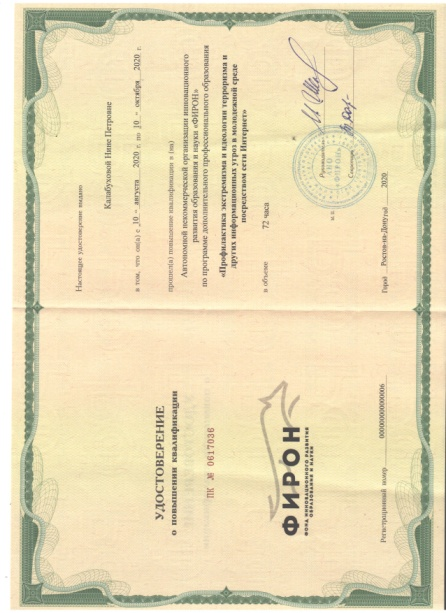 УДОСТОВЕРЕНИЕ
о повышении квалификации
ПК № 0617036
ФИРОН
ФОНД ИННОВАЦИОННОГО РАЗВИТИЯ
ОБРАЗОВАНИЯ И НАУКИ
Регистрационный номер 000000000000006
Настоящее удостоверение выдано
Калабуховой Нине Петровне
в том, что он(а) с 10 – августа 2020 г. по 10 – октября 2020 г.
прошел(а) повышение квалификации в (на)
Автономной некоммерческой организации инновационного
развития образования и науки «ФИРОН»
по программе дополнительного профессионального образования
«Профилактика экстремизма и идеологии терроризма и
других информационных угроз в молодежной среде
посредством сети Интернет»
в объеме 72 часа
Руководитель
Секретарь
м.п.
Город Ростов-на-Дону год 2020